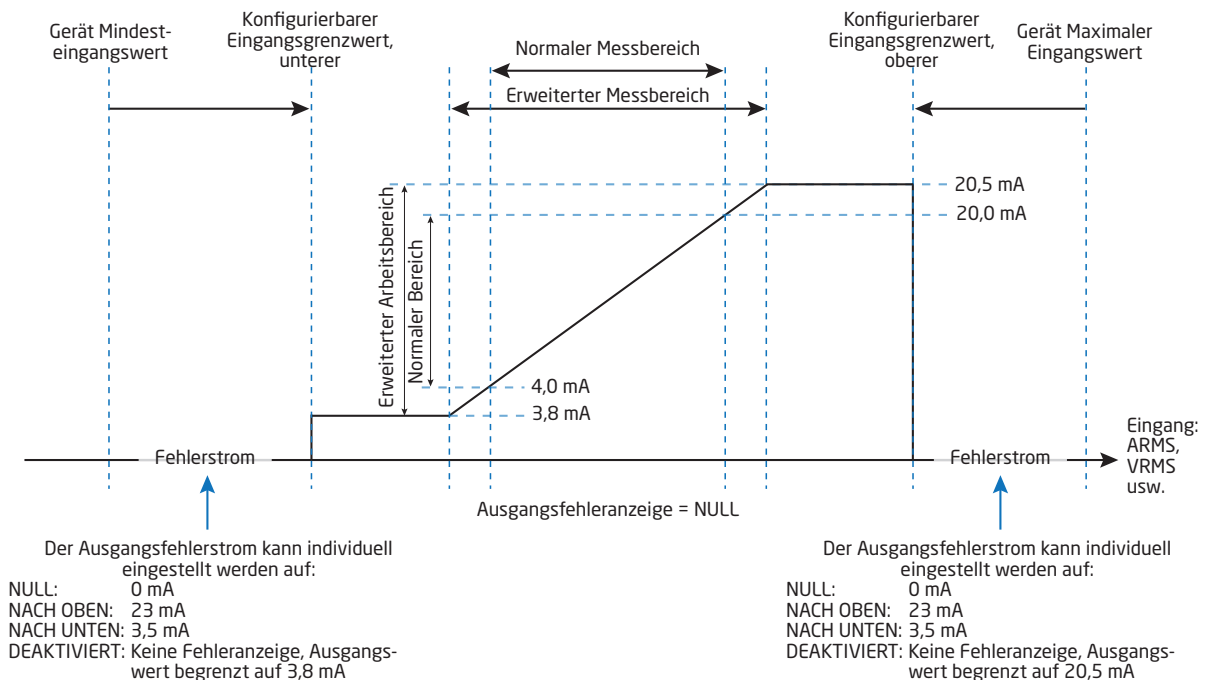 Gerät Mindest-
eingangswert
Konfigurierbarer
Eingangsgrenzwert,
unterer
Normaler Messbereich
Erweiterter Messbereich
Konfigurierbarer
Eingangsgrenzwert,
oberer
Gerät Maximaler
Eingangswert
Erweiterter Arbeitsbereich
Normaler Bereich
20,5 mA
20,0 mA
4,0 mA
3,8 mA
Fehlerstrom
Fehlerstrom
Eingang:
ARMS,
VRMS
usw.
Ausgangsfehleranzeige = NULL
Der Ausgangsfehlerstrom kann individuell
eingestellt werden auf:
NULL: 0 mA
NACH OBEN: 23 mA
NACH UNTEN: 3,5 mA
DEAKTIVIERT: Keine Fehleranzeige, Ausgangs-
wert begrenzt auf 3,8 mA
Der Ausgangsfehlerstrom kann individuell
eingestellt werden auf:
NULL: 0 mA
NACH OBEN: 23 mA
NACH UNTEN: 3,5 mA
DEAKTIVIERT: Keine Fehleranzeige, Ausgangs-
wert begrenzt auf 20,5 mA